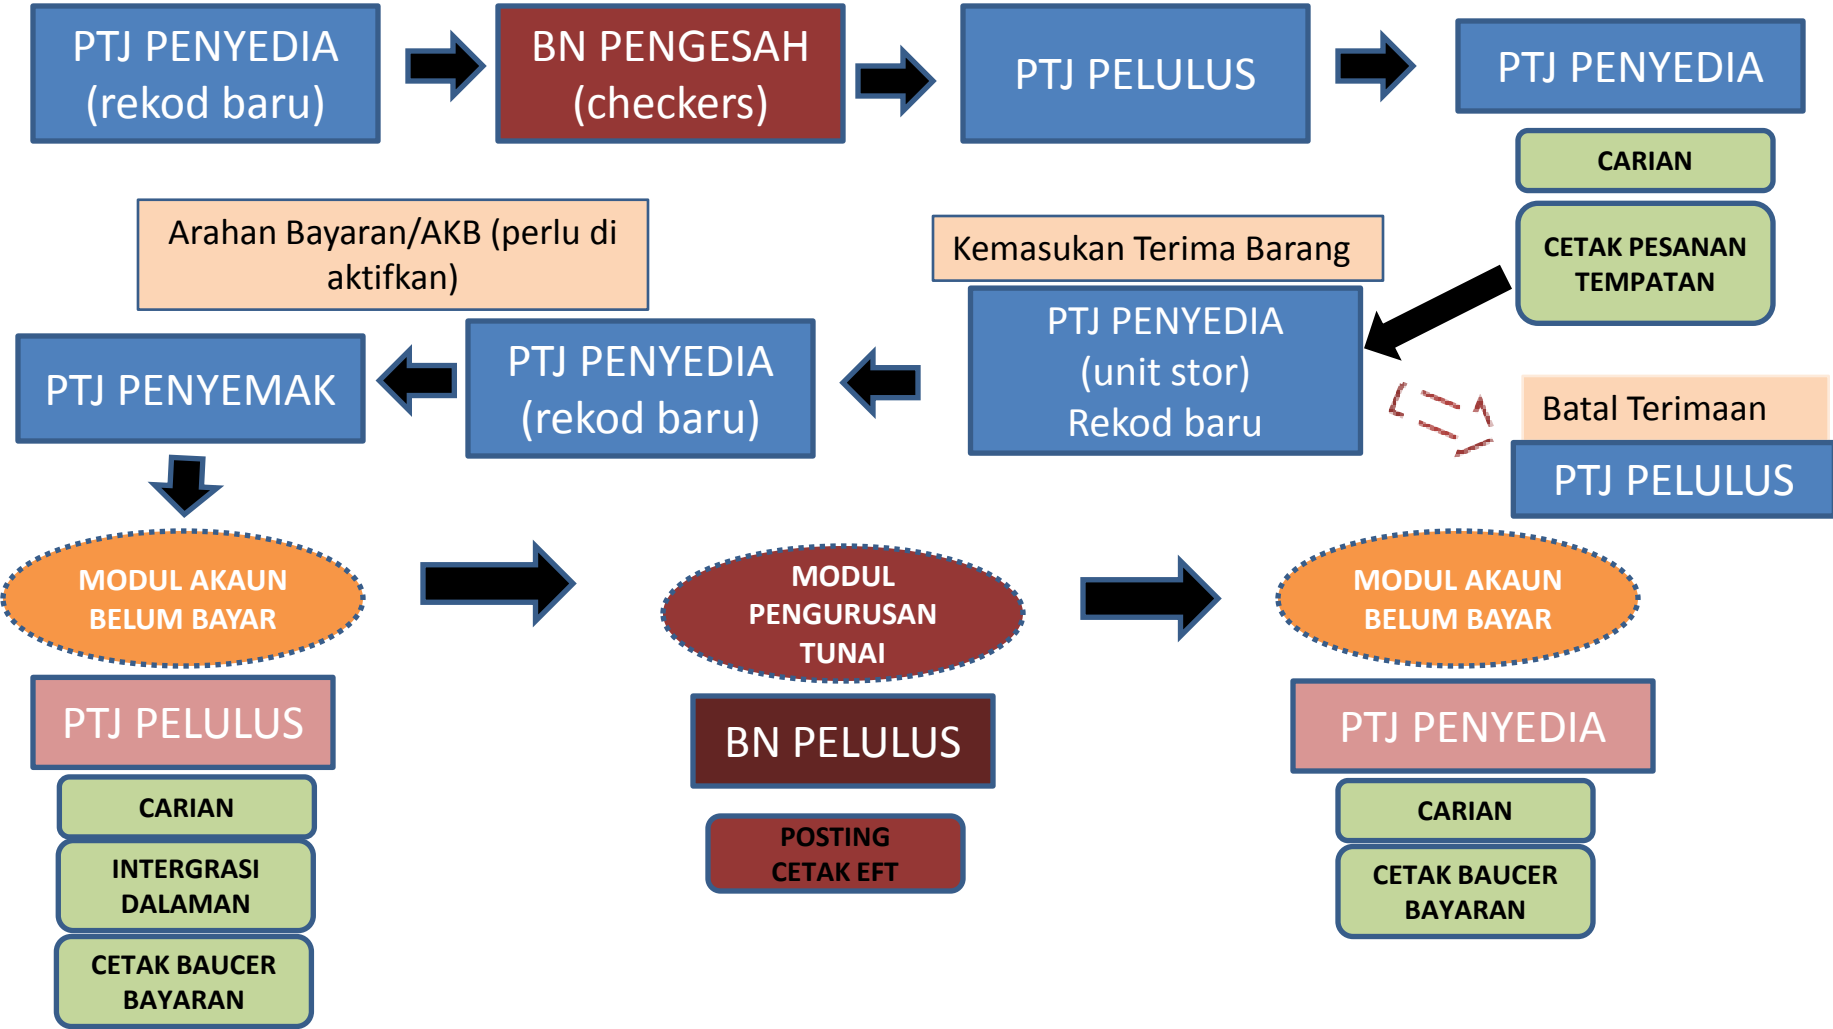 PTJ PENYEDIA
(rekod baru)
BN PENGESAH
(checkers)
PTJ PELULUS
PTJ PENYEDIA
CARIAN
CETAK PESANAN
TEMPATAN
Kemasukan Terima Barang
PTJ PENYEDIA
(unit stor)
Rekod baru
Batal Terimaan
PTJ PELULUS
Arahan Bayaran/AKB (perlu di
aktifkan)
PTJ PENYEDIA
(rekod baru)
PTJ PENYEMAK
MODUL AKAUN
BELUM BAYAR
PTJ PELULUS
CARIAN
INTERGRASI
DALAMAN
CETAK BAUCER
BAYARAN
MODUL
PENGURUSAN
TUNAI
BN PELULUS
POSTING
CETAK EFT
MODUL AKAUN
BELUM BAYAR
PTJ PENYEDIA
CARIAN
CETAK BAUCER
BAYARAN